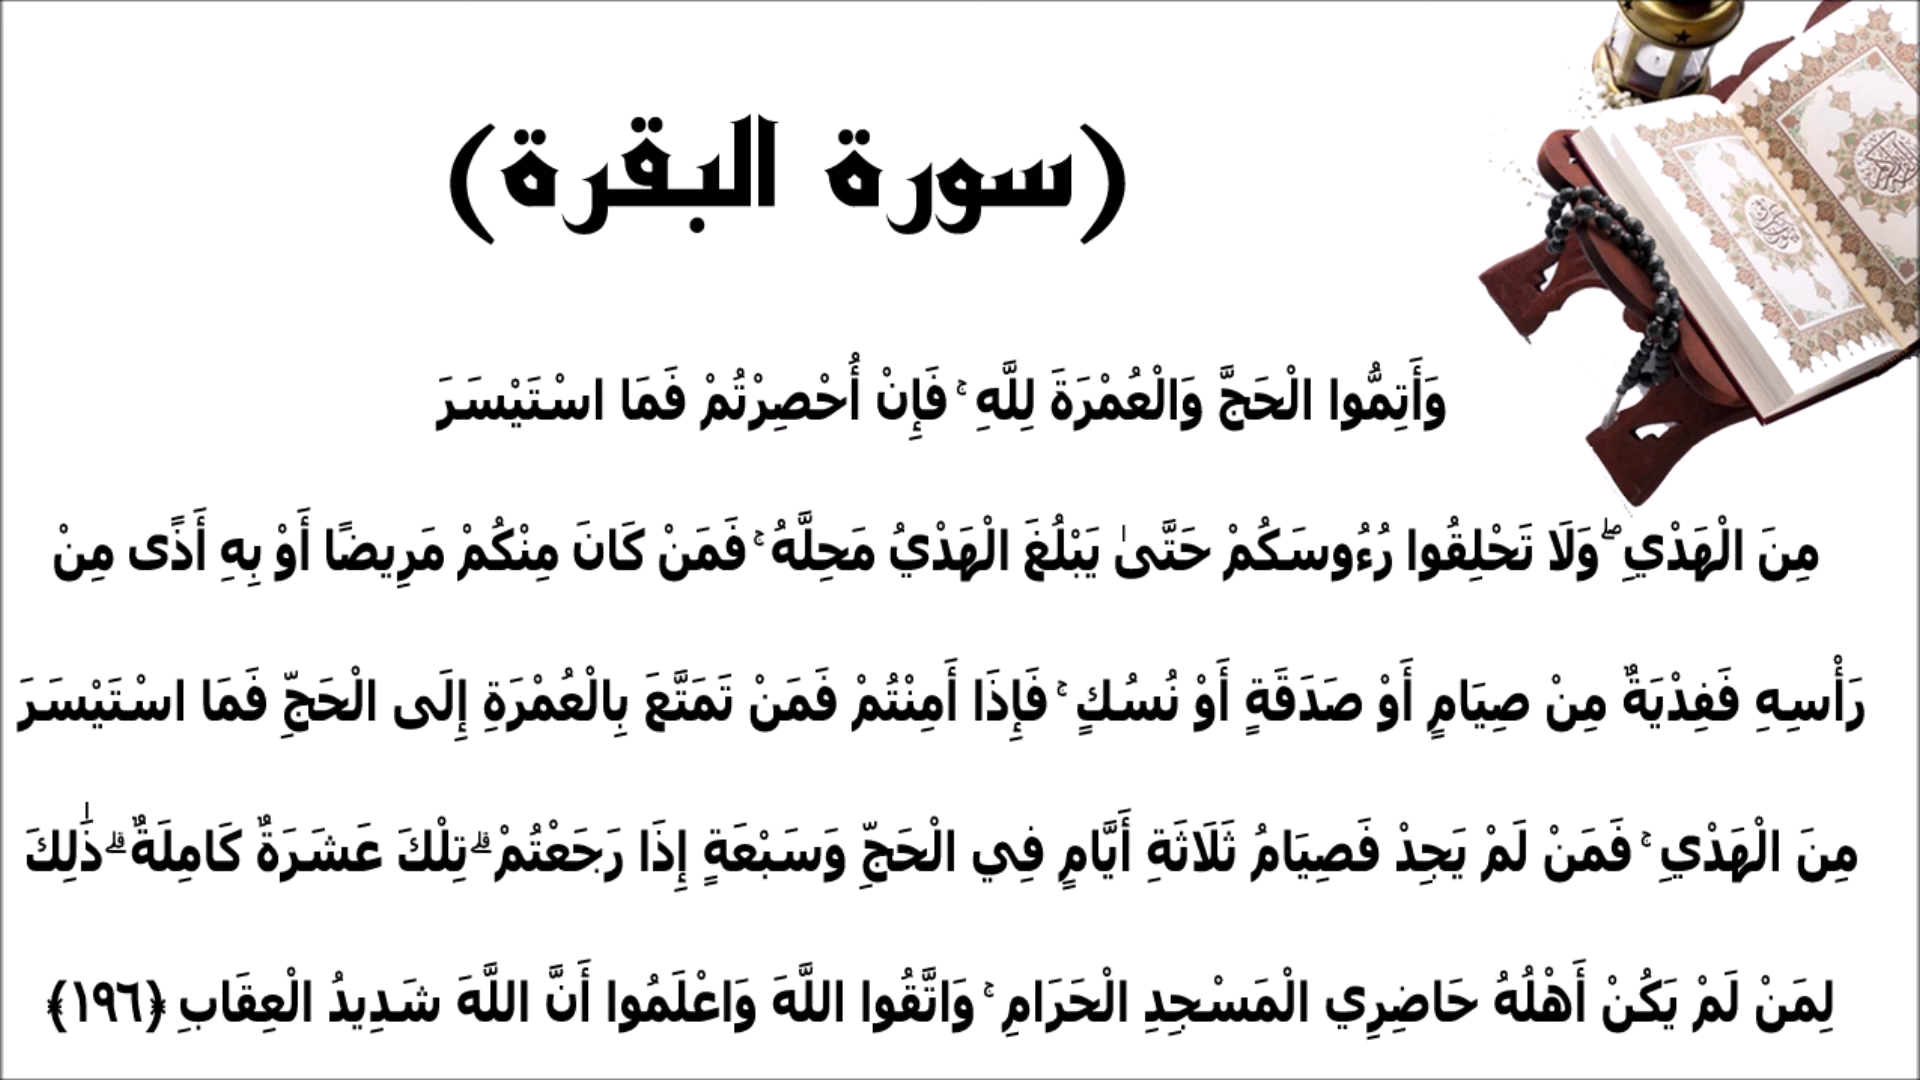 (سورة البقرة)
وَأَتِمُّوا الْحَجَّ وَالْعُمْرَةَ لِلَّهِ ۚ فَإِنْ أُحْصِرْتُمْ فَمَا اسْتَيْسَرَ
مِنَ الْهَدْيِ ۖ وَلَا تَحْلِقُوا رُءُوسَكُمْ حَتَّىٰ يَبْلُغَ الْهَدْيُ مَحِلَّهُ ۚ فَمَنْ كَانَ مِنْكُمْ مَرِيضًا أَوْ بِهِ أَذًى مِنْ
رَأْسِهِ فَفِدْيَةٌ مِنْ صِيَامٍ أَوْ صَدَقَةٍ أَوْ نُسُكٍ ۚ فَإِذَا أَمِنْتُمْ فَمَنْ تَمَتَّعَ بِالْعُمْرَةِ إِلَى الْحَجِّ فَمَا اسْتَيْسَرَ
مِنَ الْهَدْيِ ۚ فَمَنْ لَمْ يَجِدْ فَصِيَامُ ثَلَاثَةِ أَيَّامٍ فِي الْحَجِّ وَسَبْعَةٍ إِذَا رَجَعْتُمْ ۗ تِلْكَ عَشَرَةٌ كَامِلَةٌ ۗ ذَٰلِكَ
لِمَنْ لَمْ يَكُنْ أَهْلُهُ حَاضِرِي الْمَسْجِدِ الْحَرَامِ ۚ وَاتَّقُوا اللَّهَ وَاعْلَمُوا أَنَّ اللَّهَ شَدِيدُ الْعِقَابِ ﴿١٩٦﴾